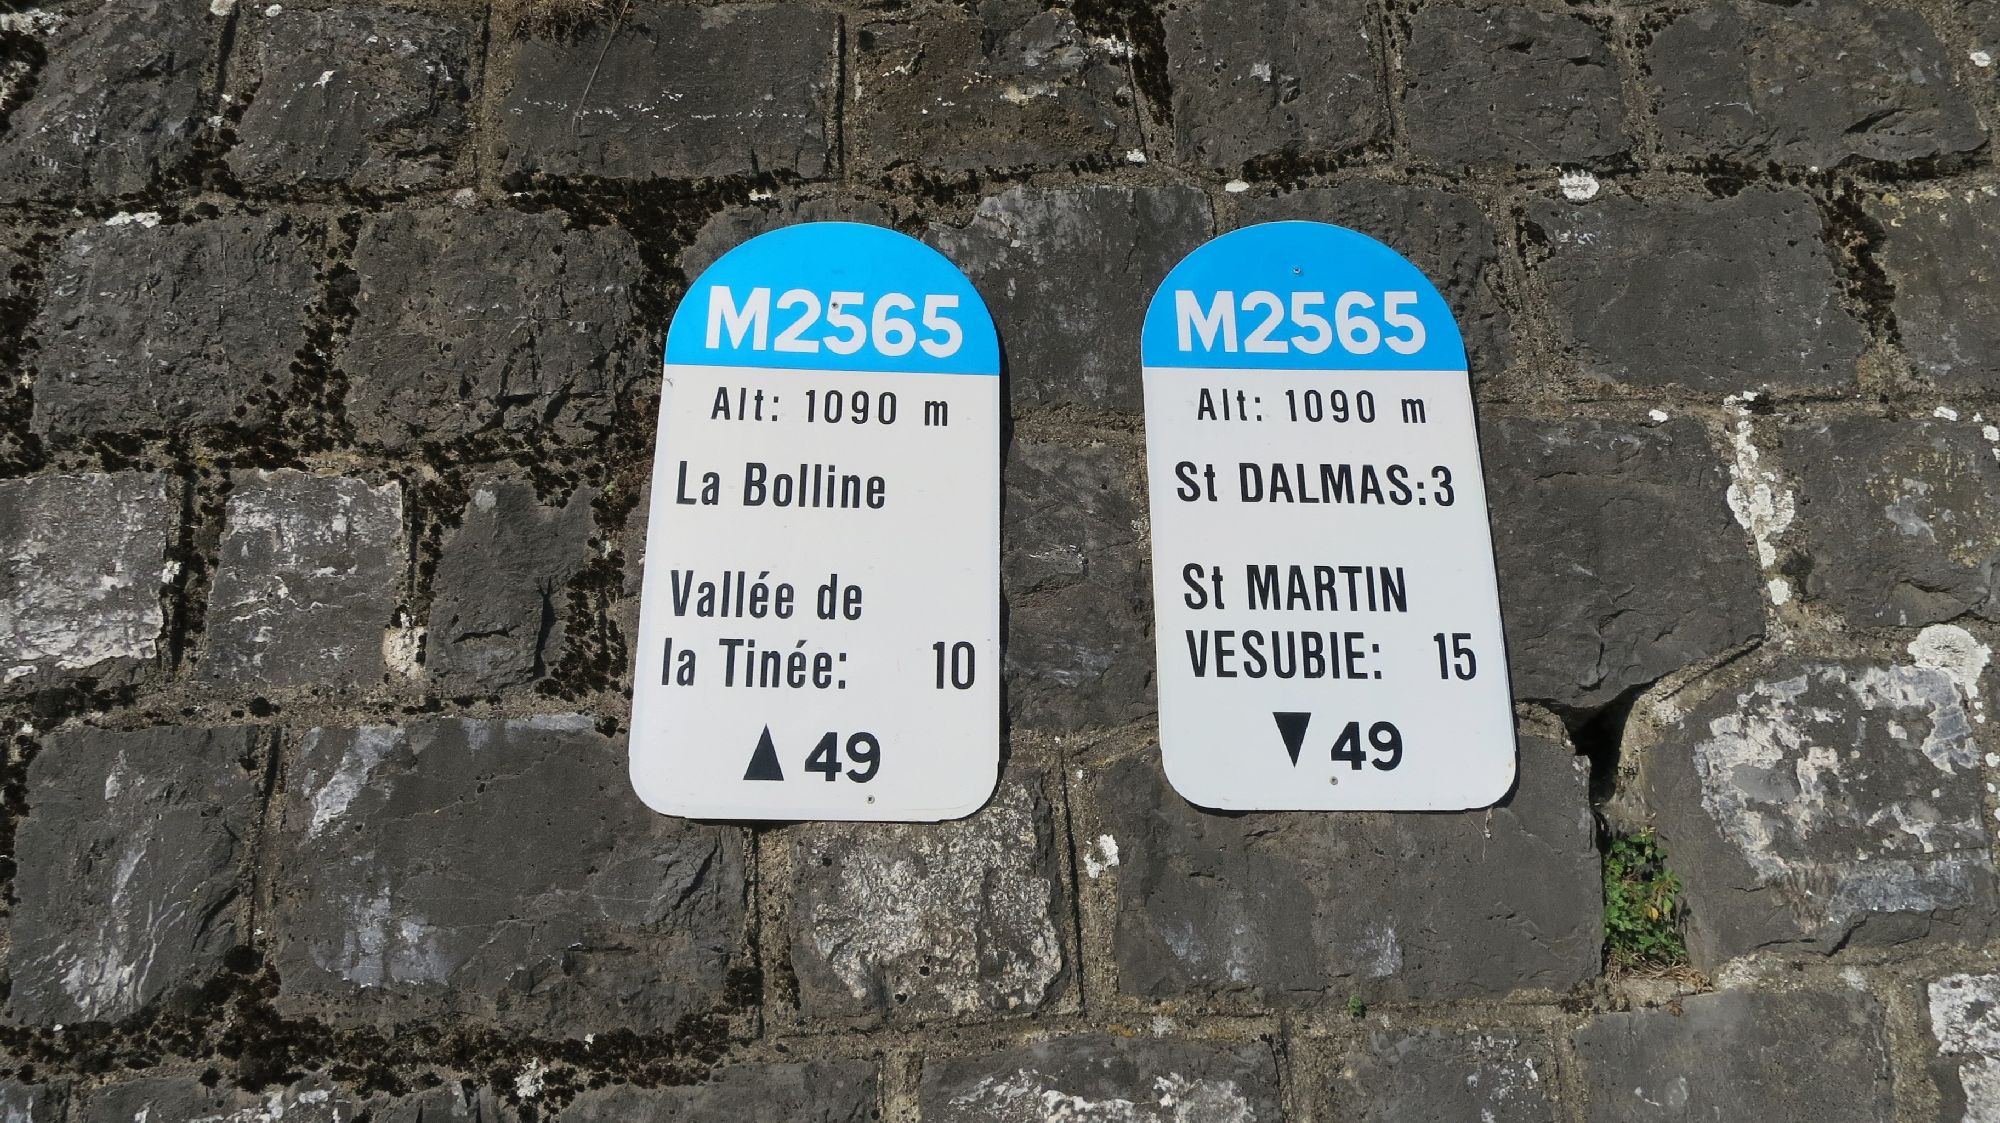 M2565
Alt: 1090 m
La Bolline
Vallée de
la Tinée: 10
▲ 49
M2565
Alt: 1090 m
St DALMAS:3
St MARTIN
VESUBIE: 15
▼ 49